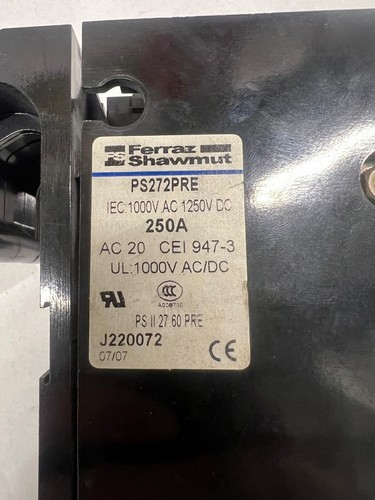 Ferraz
Shawmut
PS272PRE
IEC:1000V AC 1250V DC
250A
AC 20 CEI 947-3
UL:1000V AC/DC
PS II 27.60 PRE
J220072
07/07
CE